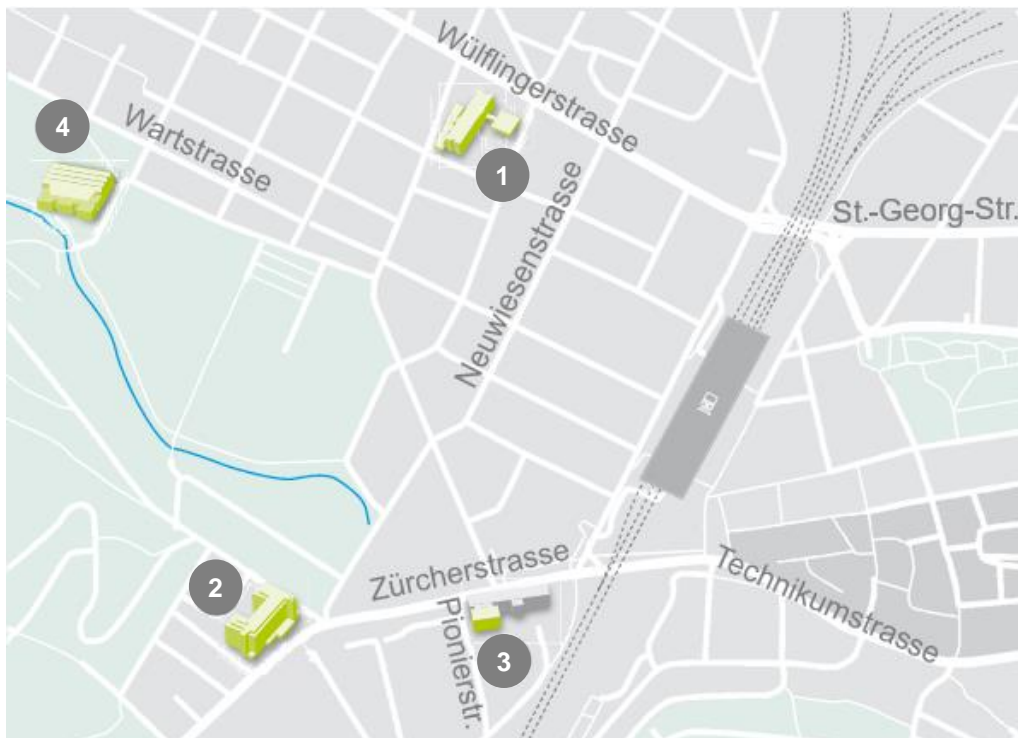 Wülflingerstrasse
4
Wartstrasse
1
St.-Georg-Str.
Neuwiesenstrasse
Zürcherstrasse
Technikumstrasse
2
Pionierstr.
3